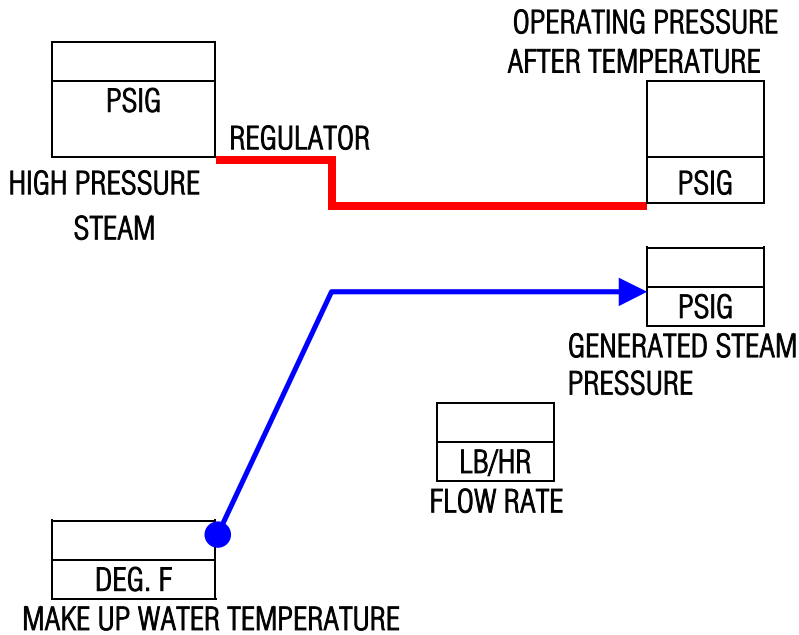 OPERATING PRESSURE
AFTER TEMPERATURE
PSIG
REGULATOR
HIGH PRESSURE
STEAM
PSIG
PSIG
GENERATED STEAM
PRESSURE
LB/HR
FLOW RATE
DEG. F
MAKE UP WATER TEMPERATURE